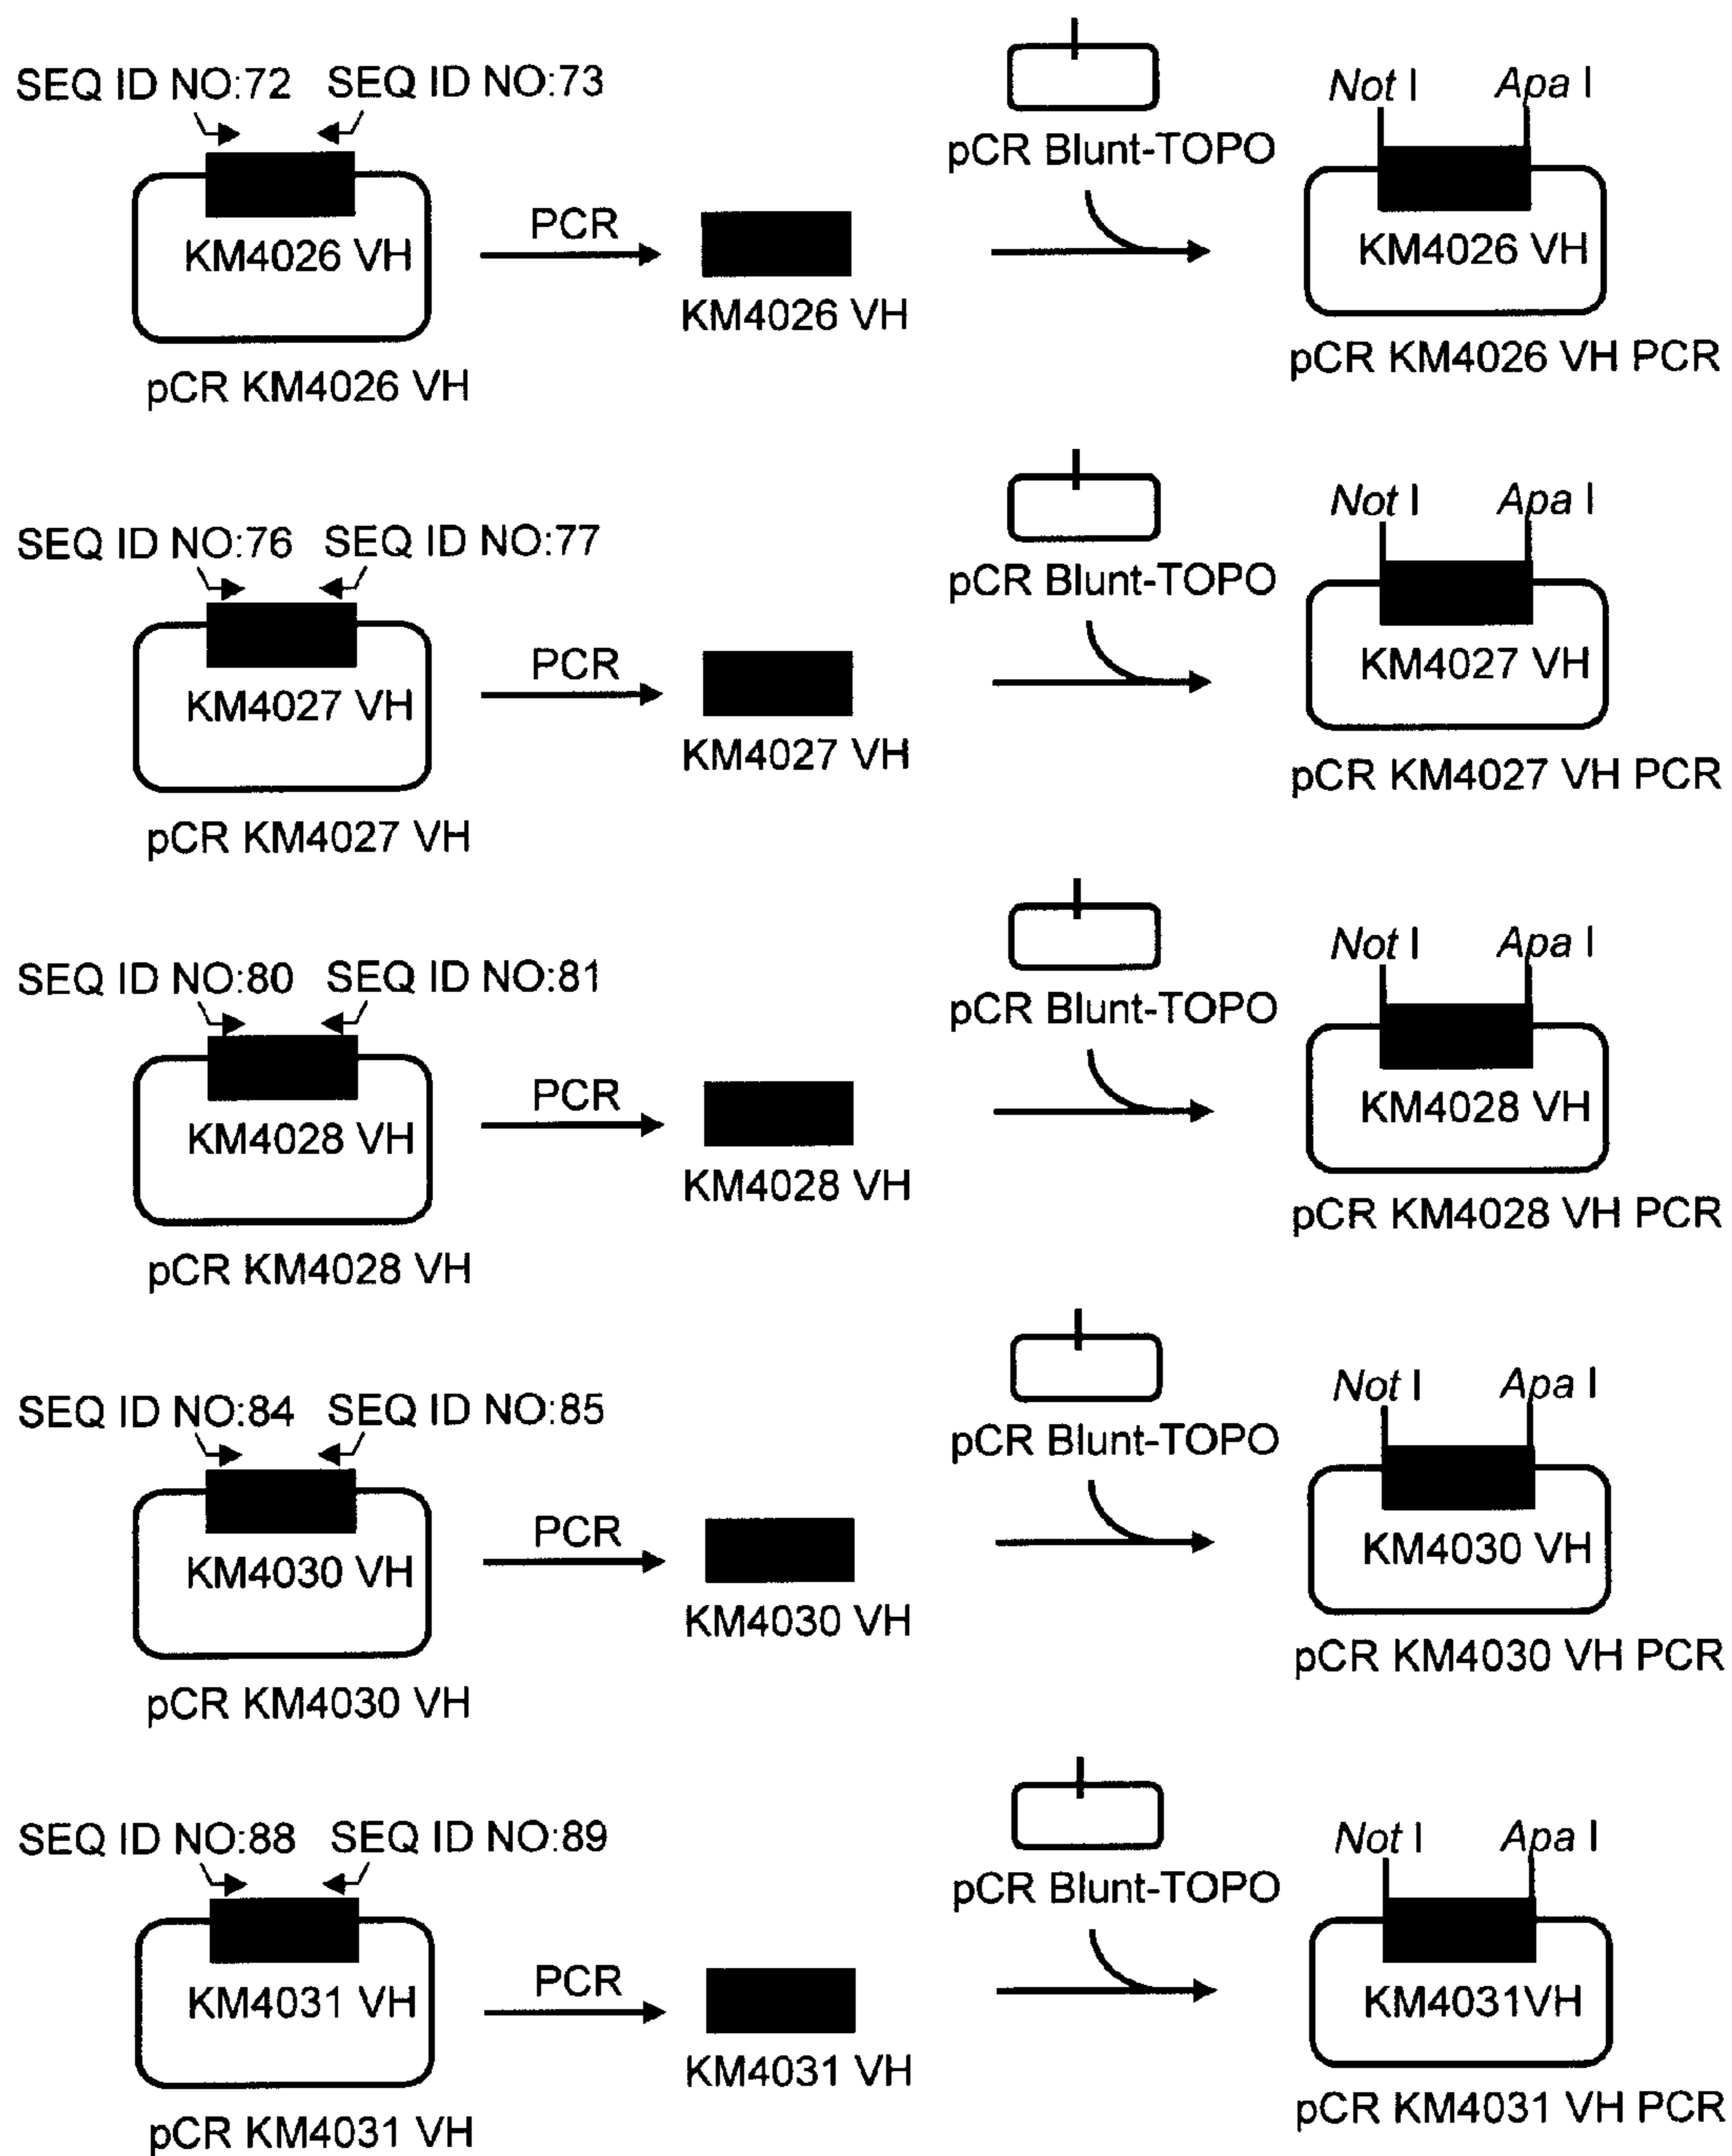 SEQ ID NO:72 SEQ ID NO:73
Not I Apa I
pCR Blunt-TOPO
PCR
KM4026 VH
KM4026 VH
KM4026 VH
pCR KM4026 VH
pCR KM4026 VH PCR
SEQ ID NO:76 SEQ ID NO:77
Not I Apa I
pCR Blunt-TOPO
PCR
KM4027 VH
KM4027 VH
KM4027 VH
pCR KM4027 VH
pCR KM4027 VH PCR
SEQ ID NO:80 SEQ ID NO:81
Not I Apa I
pCR Blunt-TOPO
PCR
KM4028 VH
KM4028 VH
KM4028 VH
pCR KM4028 VH
pCR KM4028 VH PCR
SEQ ID NO:84 SEQ ID NO:85
Not I Apa I
pCR Blunt-TOPO
PCR
KM4030 VH
KM4030 VH
KM4030 VH
pCR KM4030 VH
pCR KM4030 VH PCR
SEQ ID NO:88 SEQ ID NO:89
Not I Apa I
pCR Blunt-TOPO
PCR
KM4031 VH
KM4031 VH
KM4031VH
pCR KM4031 VH
pCR KM4031 VH PCR